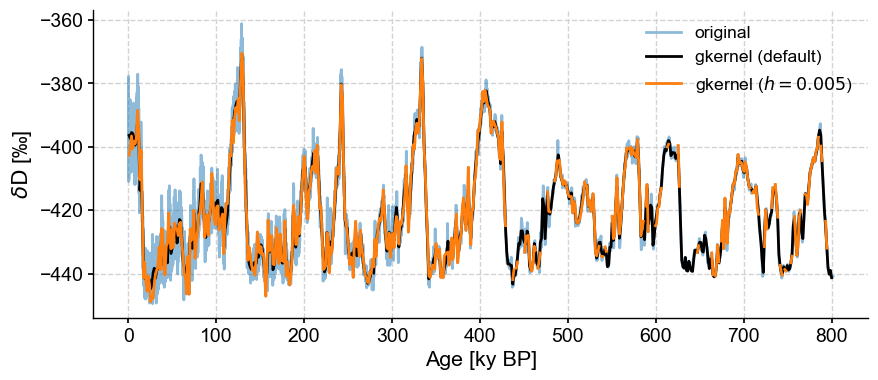 −360
−380
−400
−420
−440
δD [‰]
original
gkernel (default)
gkernel (h = 0.005)
0 100 200 300 400 500 600 700 800
Age [ky BP]